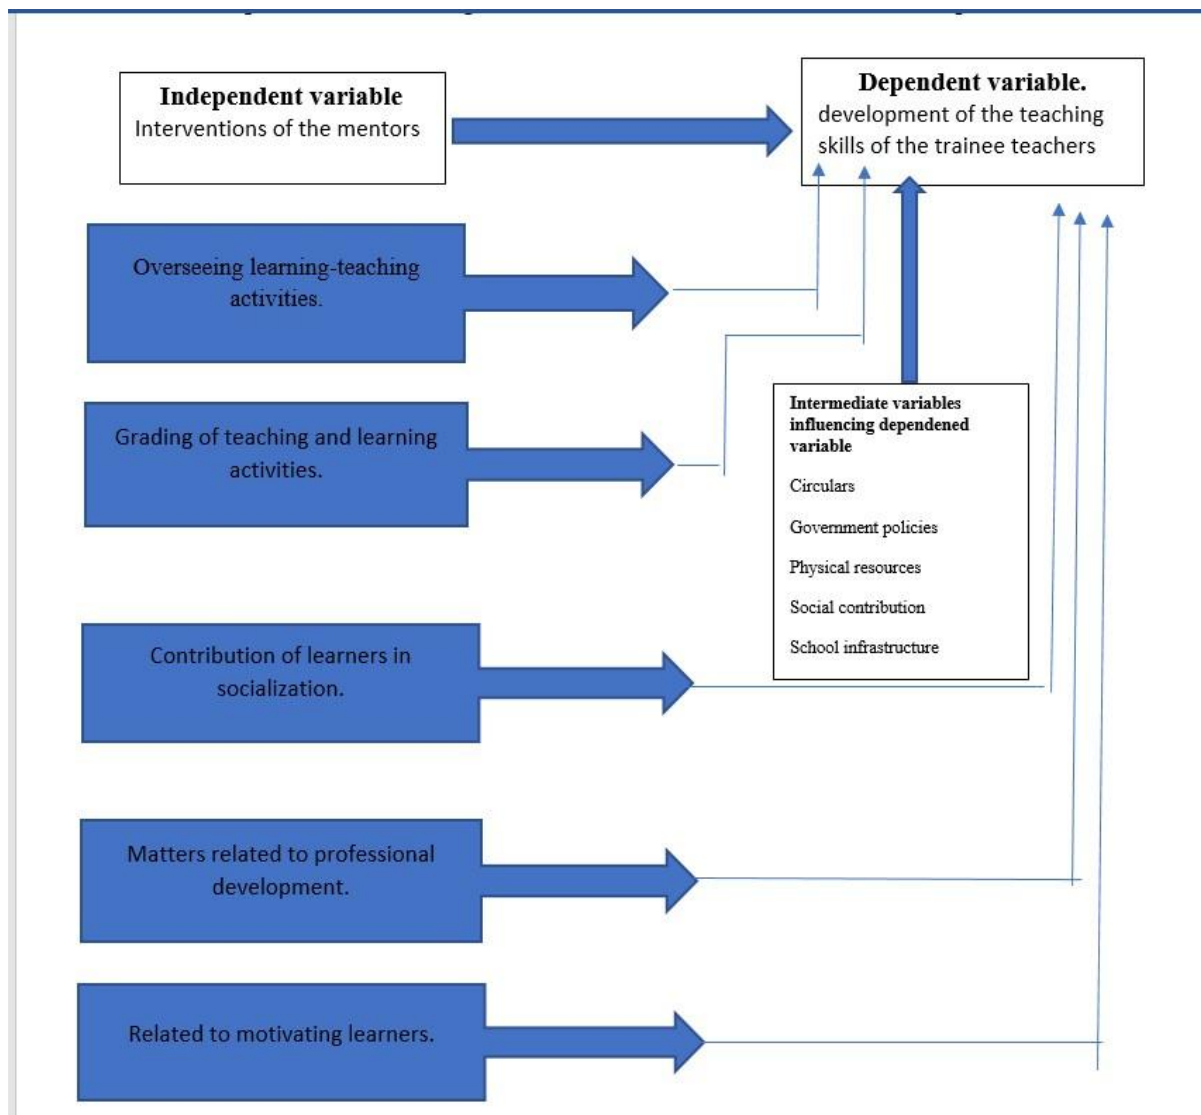 Independent variable
Interventions of the mentors
Dependent variable.
development of the teaching
skills of the trainee teachers
Overseeing learning-teaching
activities.
Grading of teaching and learning
activities.
Intermediate variables
influencing dependened
variable
Circulars
Government policies
Physical resources
Social contribution
School infrastructure
Contribution of learners in
socialization.
Matters related to professional
development.
Related to motivating learners.